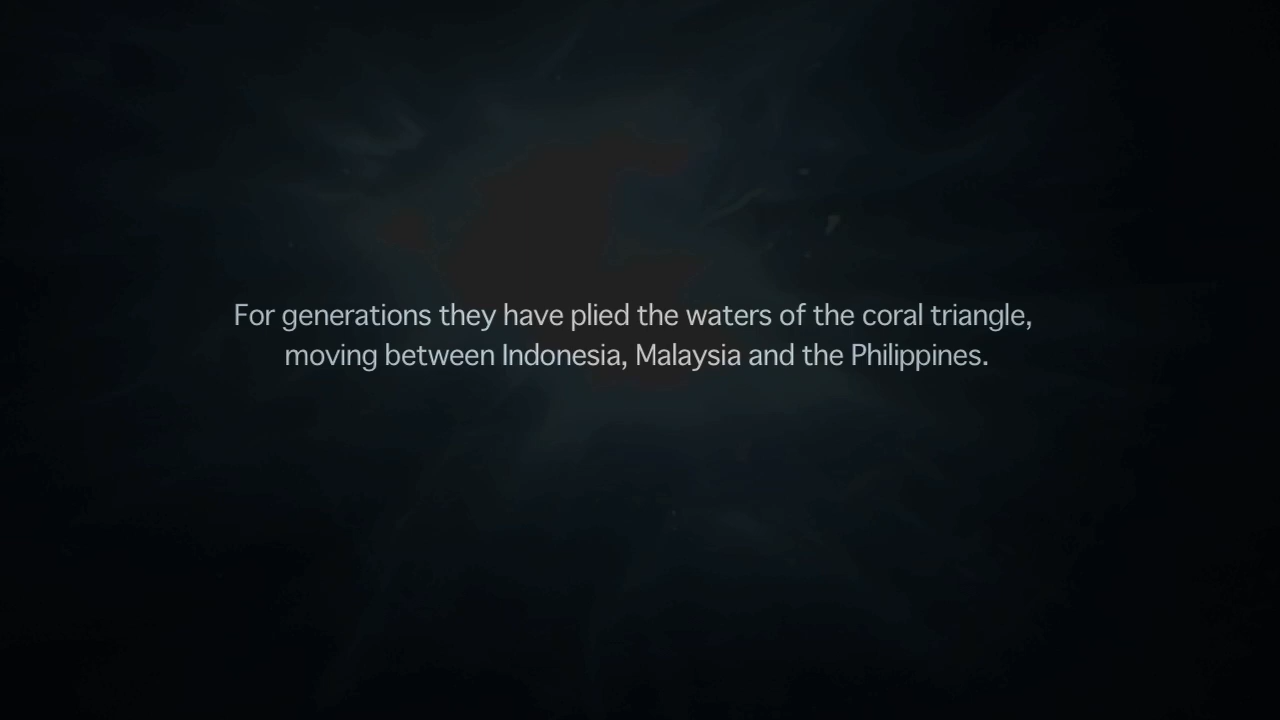 For generations they have plied the waters of the coral triangle,
moving between Indonesia, Malaysia and the Philippines.